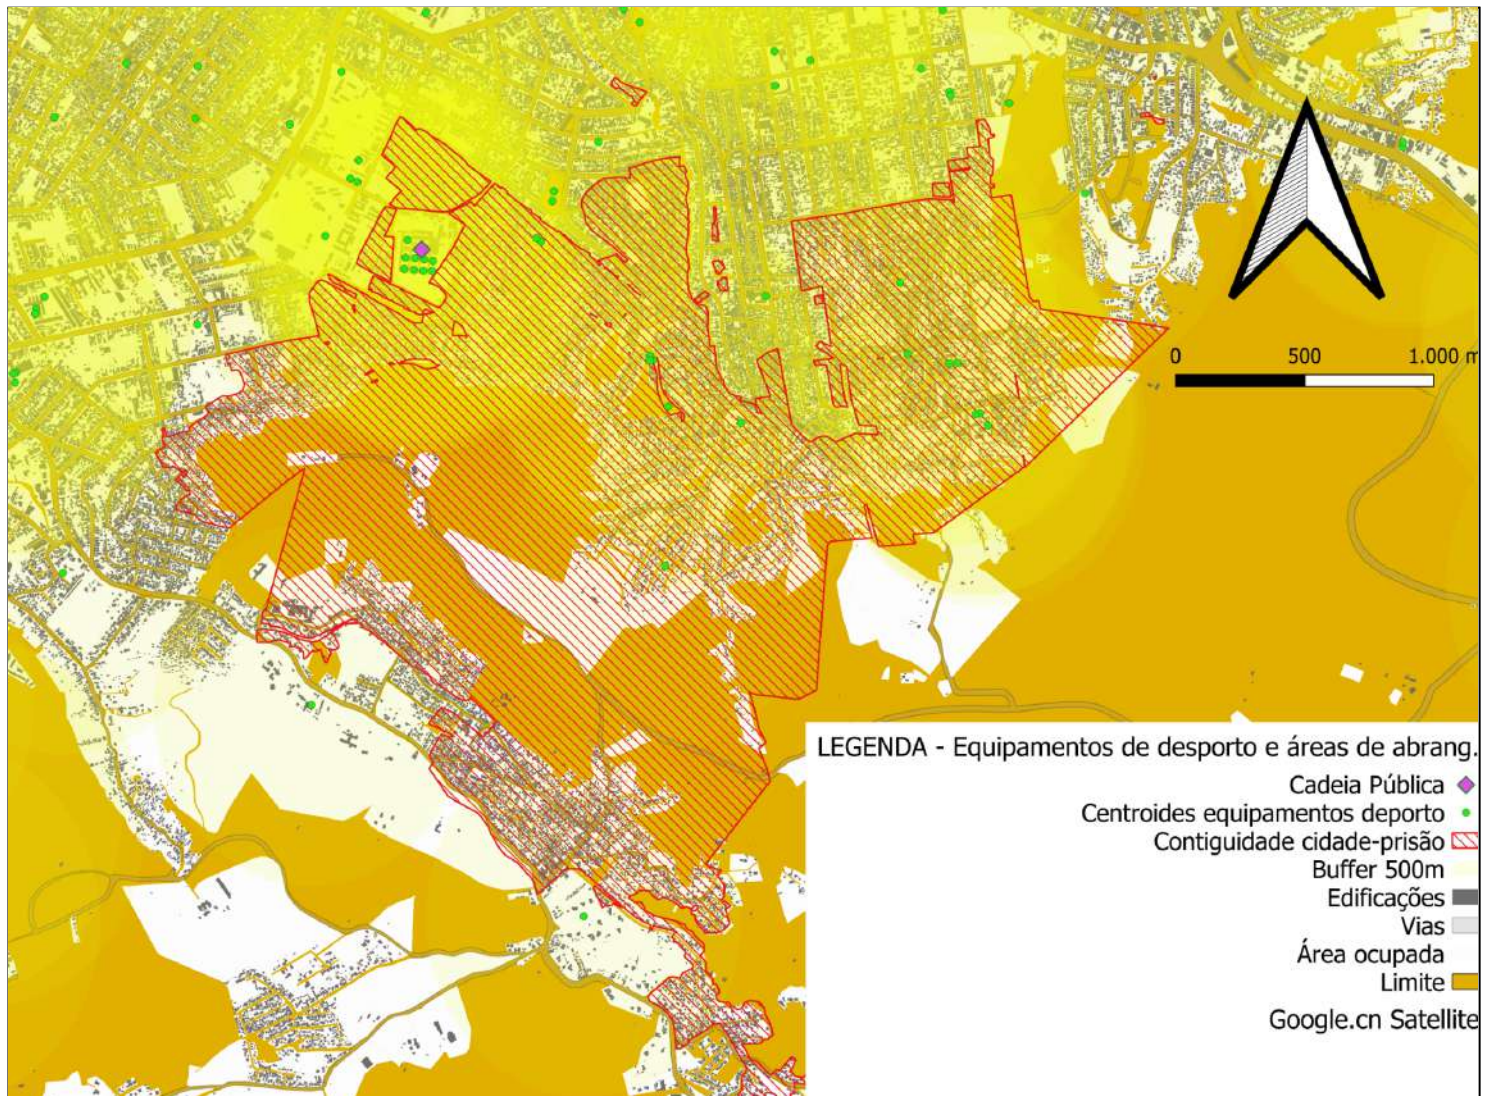 0 500 1.000 m
LEGENDA - Equipamentos de desporto e áreas de abrang.
Cadeia Pública
Centroides equipamentos deporto
Contiguidade cidade-prisão
Buffer 500m
Edificações
Vias
Área ocupada
Limite
Google.cn Satellite